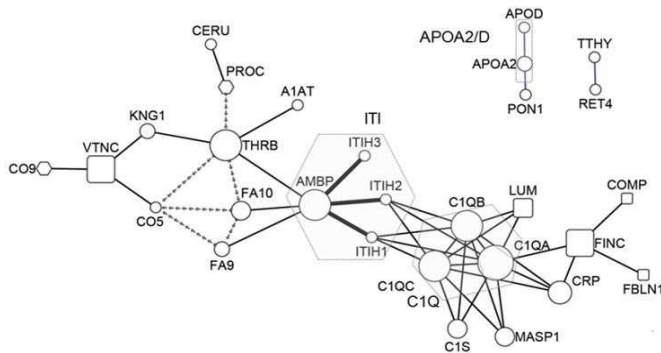 APOD
CERU
APOA2/D
TTHY
PROC
APOA2
A1AT
PON1
RET4
KNG1
ITI
VTNC
THRB
ITIH3
CO9
AMBP
ITIH2
C1QB
LUM
COMP
CO5
FA10
FA9
ITIH1
C1QA
FINC
C1QC
C1Q
CRP
FBLN1
C1S
MASP1